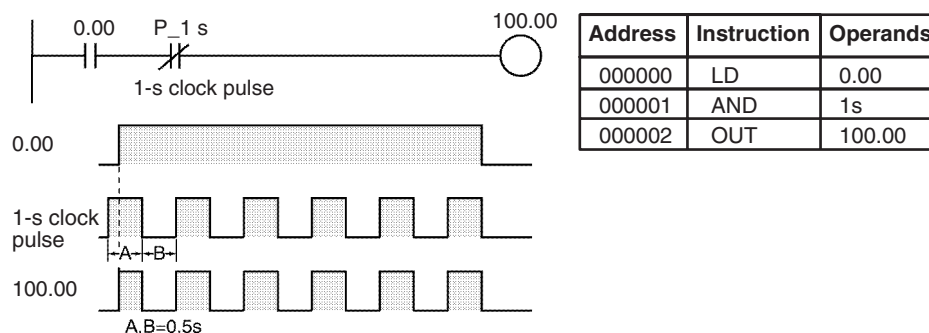 0.00 P_1 s 100.00
1-s clock pulse
0.00
1-s clock
pulse
A B
100.00
A,B=0.5s
Address Instruction Operands
000000 LD 0.00
000001 AND 1s
000002 OUT 100.00